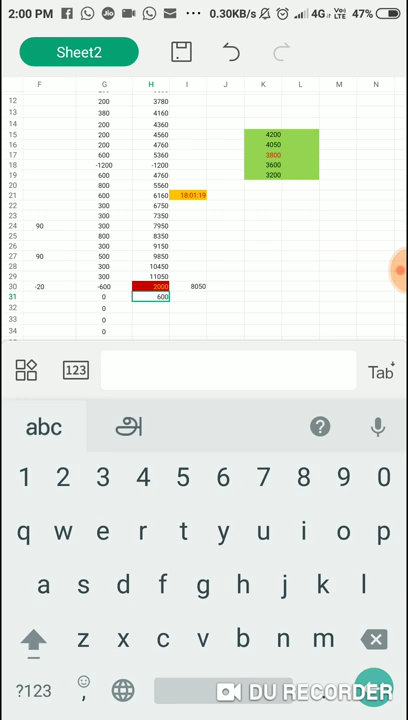 2:00 PM 0.30KB/s 4G VoLTE 47%
Sheet2
F G H I J K L M N
12 200 3780
13 380 4160
14 200 4360
15 200 4560 4200
16 200 4760 4050
17 600 5360 3800
18 -1200 -1200 3600
19 600 4760 3200
20 800 5560
21 600 6160 18:01:19
22 300 6750
23 300 7350
24 90 300 7950
25 800 8350
26 300 9150
27 90 500 9850
28 300 10450
29 300 11050
30 -20 -600 2000 8050
31 0 600
32 0
33 0
34 0
123 Tab
abc அ ?
1 2 3 4 5 6 7 8 9 0
q w e r t y u i o p
a s d f g h j k l
z x c v b n m
?123 , .
DU RECORDER